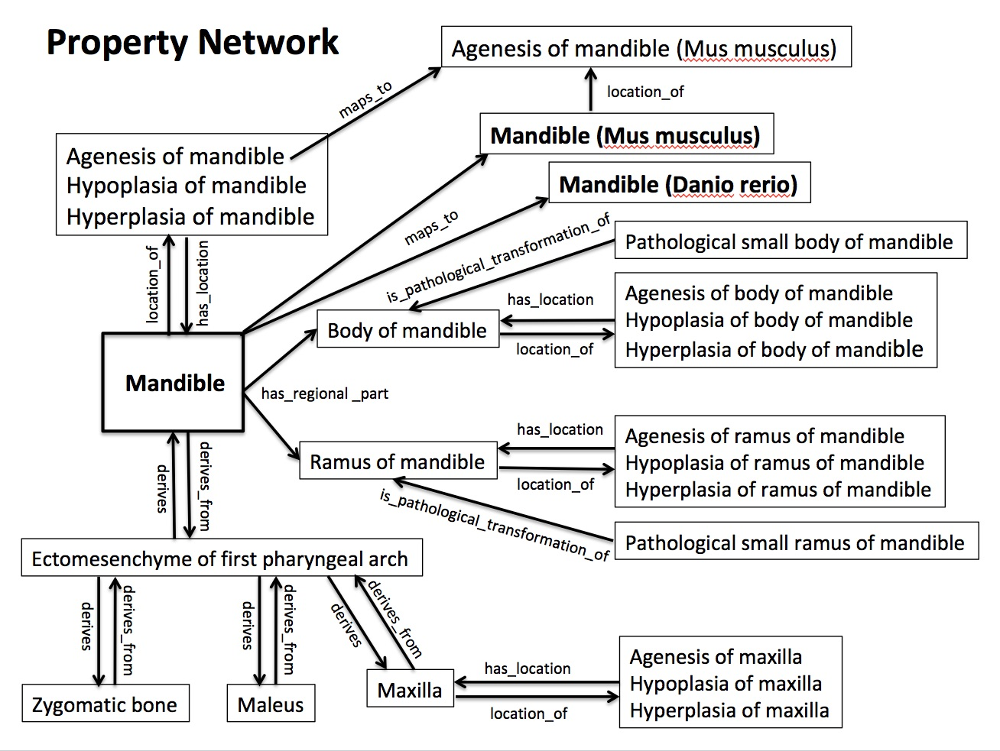 Property Network
Agenesis of mandible (Mus musculus)
maps_to
location_of
Mandible (Mus musculus)
Agenesis of mandible
Hypoplasia of mandible
Hyperplasia of mandible
Mandible (Danio rerio)
maps_to
is_pathological_transformation_of
Pathological small body of mandible
location_of
has_location
has_location
Agenesis of body of mandible
Hypoplasia of body of mandible
Hyperplasia of body of mandible
Body of mandible
location_of
Mandible
has_regional _part
has_location
Agenesis of ramus of mandible
Hypoplasia of ramus of mandible
Hyperplasia of ramus of mandible
Ramus of mandible
location_of
derives
derives_from
is_pathological_transformation_of
Pathological small ramus of mandible
Ectomesenchyme of first pharyngeal arch
derives
derives_from
derives
derives_from
derives
derives_from
Zygomatic bone
Maleus
Maxilla
has_location
location_of
Agenesis of maxilla
Hypoplasia of maxilla
Hyperplasia of maxilla